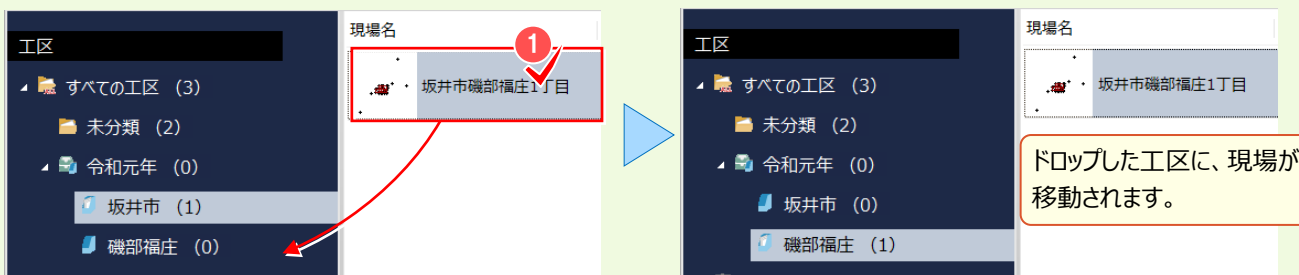 工区
すべての工区 (3)
未分類 (2)
令和元年 (0)
坂井市 (1)
磯部福庄 (0)
現場名
1
坂井市磯部福庄1丁目
工区
すべての工区 (3)
未分類 (2)
令和元年 (0)
坂井市 (0)
磯部福庄 (1)
現場名
坂井市磯部福庄1丁目
ドロップした工区に、現場が
移動されます。